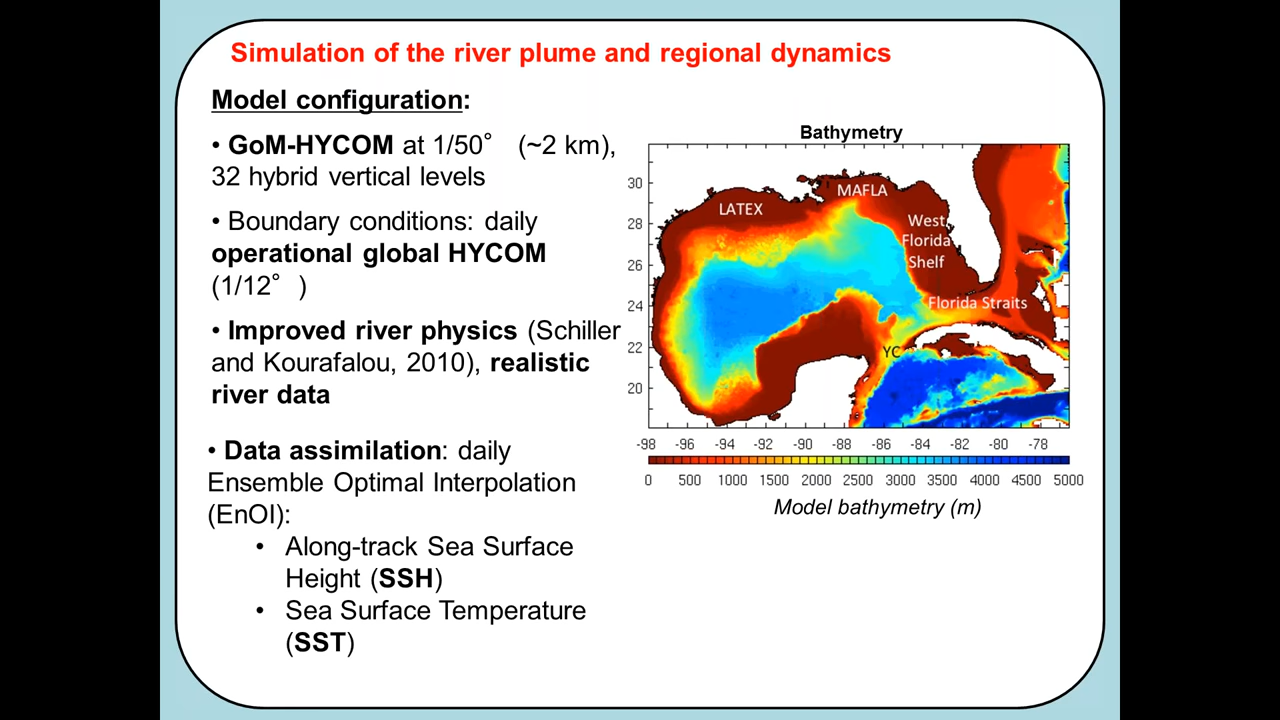 Simulation of the river plume and regional dynamics
Model configuration:
• GoM-HYCOM at 1/50° (~2 km),
32 hybrid vertical levels
• Boundary conditions: daily
operational global HYCOM
(1/12° )
• Improved river physics (Schiller
and Kourafalou, 2010), realistic
river data
• Data assimilation: daily
Ensemble Optimal Interpolation
(EnOI):
• Along-track Sea Surface
Height (SSH)
• Sea Surface Temperature
(SST)
Bathymetry
30
28
26
24
22
20
LATEX
MAFLA
West
Florida
Shelf
Florida Straits
YC
-98 -96 -94 -92 -90 -88 -86 -84 -82 -80 -78
0 500 1000 1500 2000 2500 3000 3500 4000 4500 5000
Model bathymetry (m)